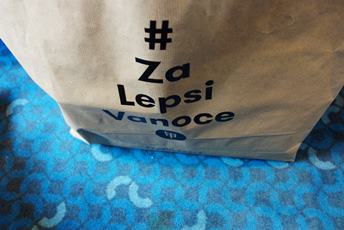 #
Za
Lepsi
Vanoce